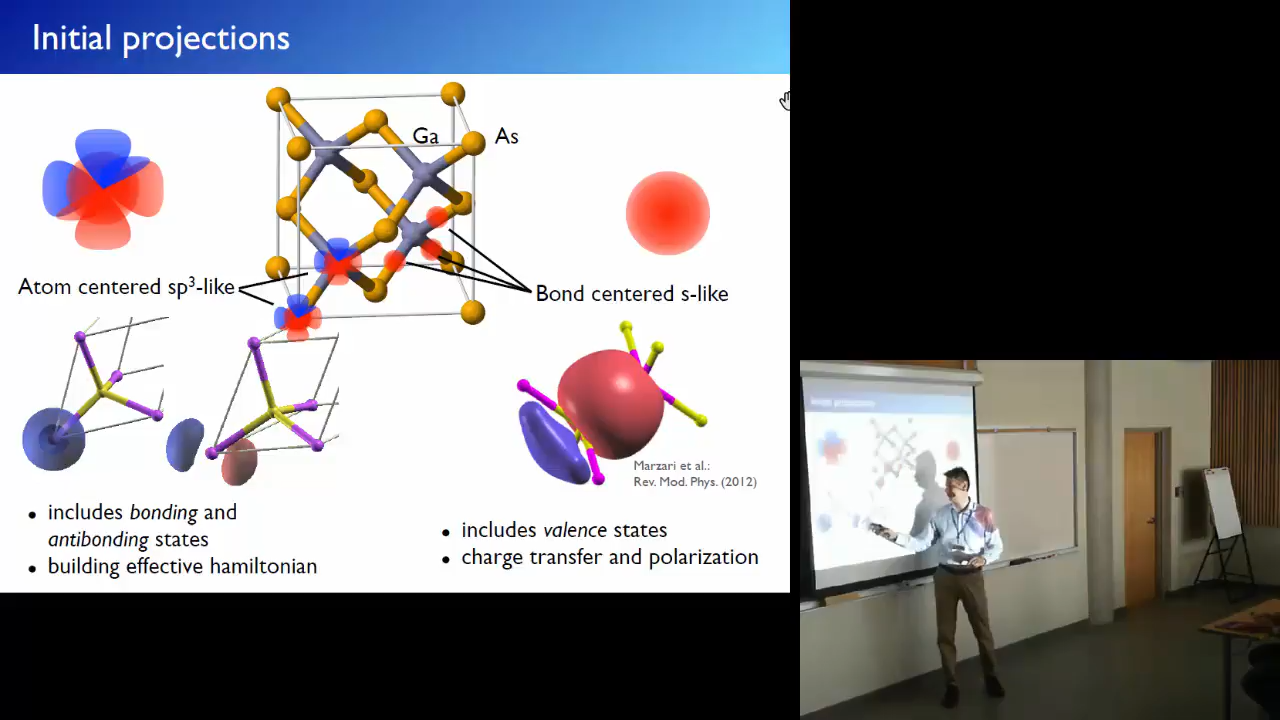 Initial projections
Ga
As
Atom centered sp³-like
Bond centered s-like
Marzari et al.:
Rev. Mod. Phys. (2012)
• includes bonding and
antibonding states
• building effective hamiltonian
• includes valence states
• charge transfer and polarization